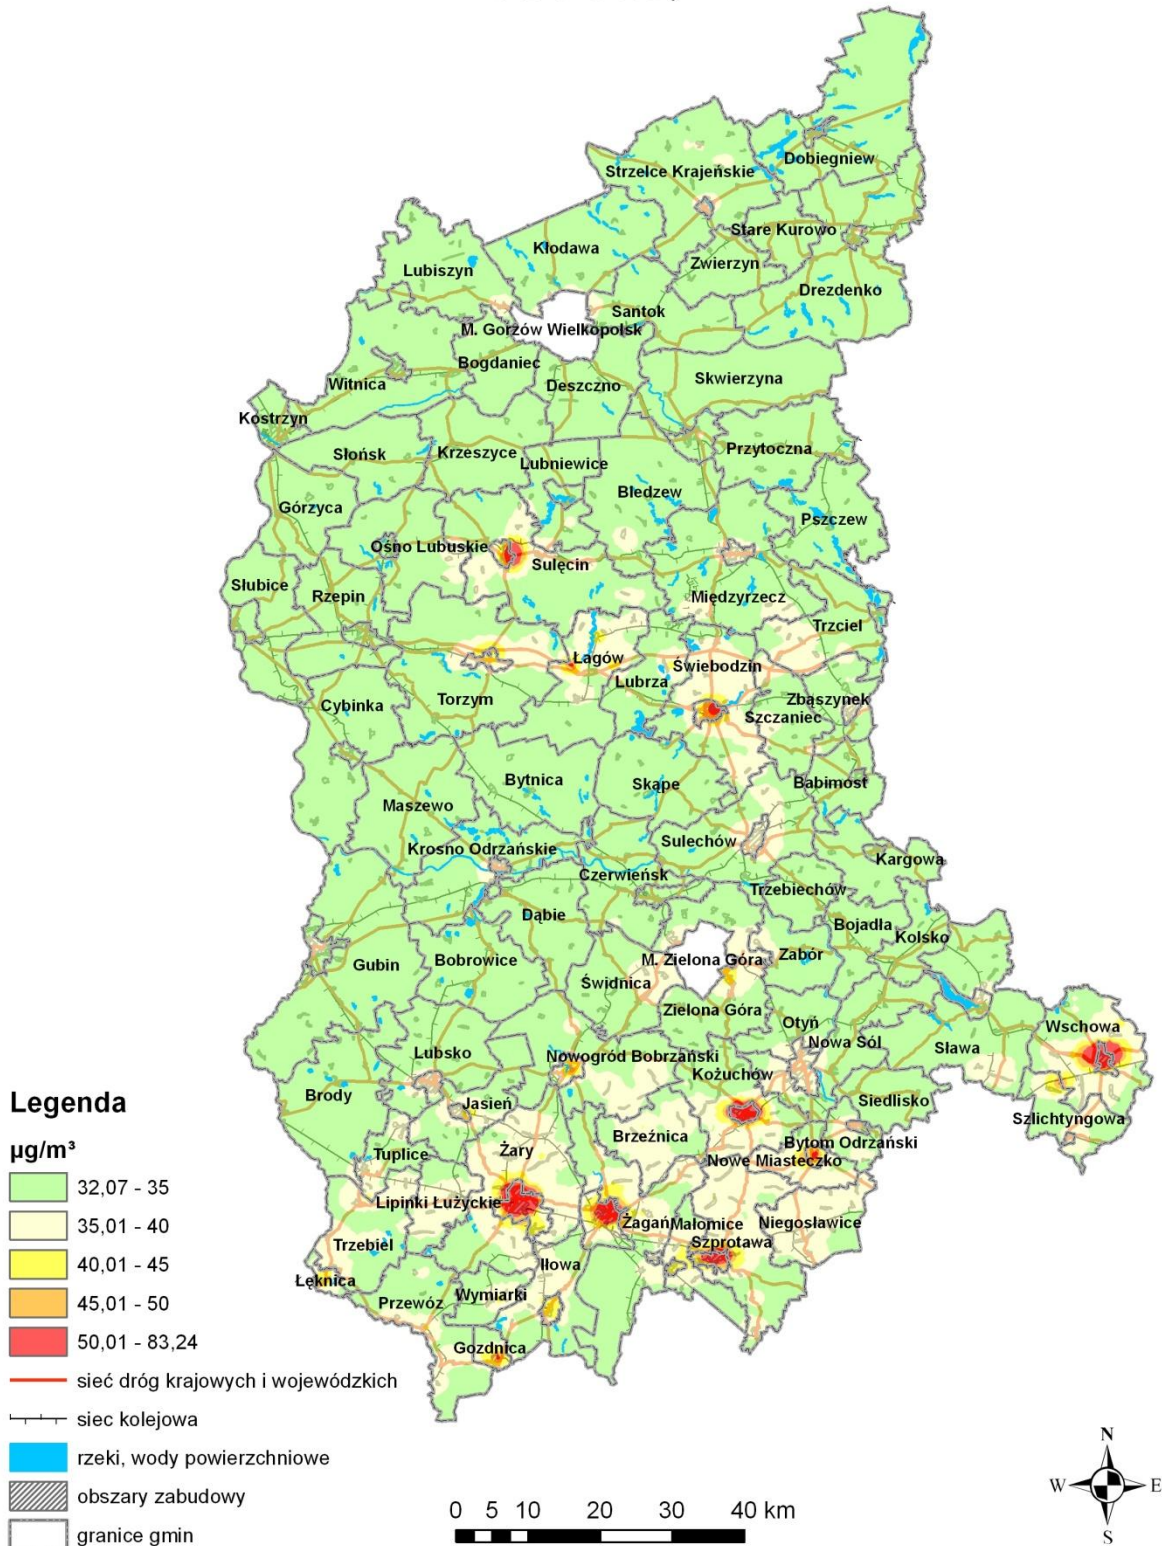 Dobiegniew
Strzelce Krajeńskie
Stare Kurowo
Kłodawa
Zwierzyn
Lubiszyn
Drezdenko
Santok
M. Gorzów Wielkopolsk
Bogdaniec
Skwierzyna
Deszczno
Witnica
Kostrzyn
Przytoczna
Słońsk
Krzeszyce
Lubniewice
Bledzew
Górzyca
Pszczew
Ośno Lubuskie
Sulęcin
Słubice
Rzepin
Międzyrzecz
Trzciel
Łagów
Świebodzin
Lubrza
Torzym
Cybinka
Zbąszynek
Szczaniec
Bytnica
Skąpe
Babimost
Maszewo
Sulechów
Krosno Odrzańskie
Kargowa
Czerwieńsk
Trzebiechów
Dąbie
Bojadła
Kolsko
M. Zielona Góra
Zabór
Gubin
Bobrowice
Świdnica
Zielona Góra
Otyń
Wschowa
Nowa Sól
Sława
Lubsko
Nowogród Bobrzański
Kożuchów
Brody
Siedlisko
Jasień
Szlichtyngowa
Brzeźnica
Bytom Odrzański
Tuplice
Żary
Nowe Miasteczko
Lipinki Łużyckie
Żagań
Małomice
Niegosławice
Trzebiel
Szprotawa
Iłowa
Łęknica
Przewóz
Wymiarki
Gozdnica
Legenda
µg/m³
32,07 - 35
35,01 - 40
40,01 - 45
45,01 - 50
50,01 - 83,24
sieć dróg krajowych i wojewódzkich
siec kolejowa
rzeki, wody powierzchniowe
obszary zabudowy
granice gmin
0 5 10 20 30 40 km
N
W E
S